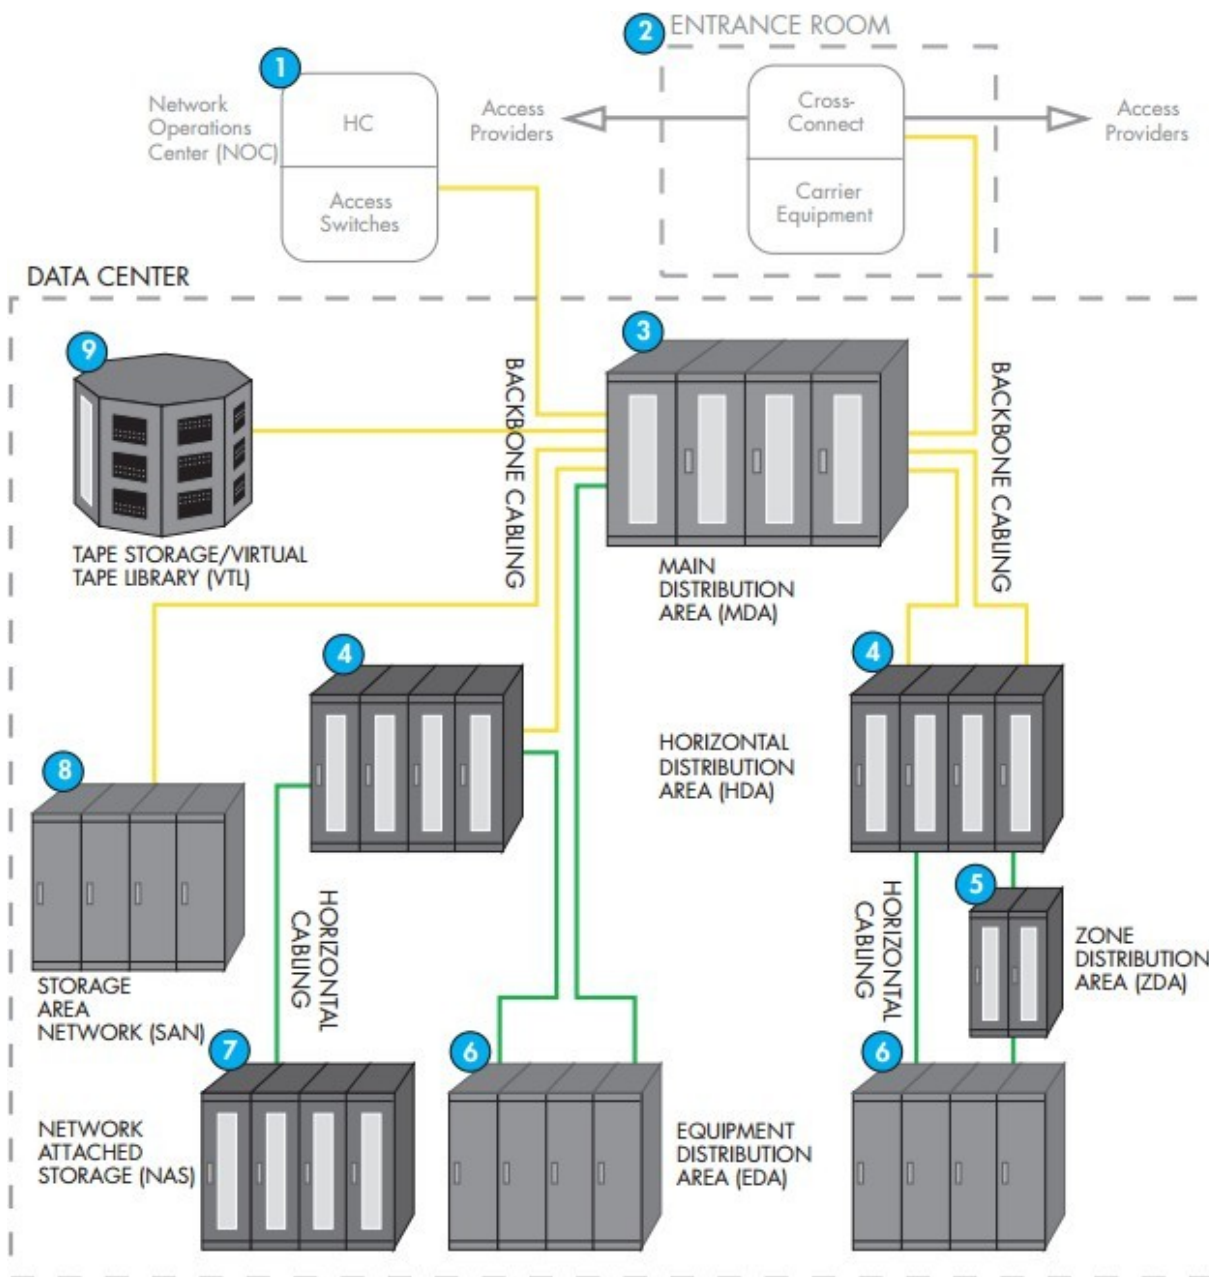 2
ENTRANCE ROOM
1
Network
Operations
Center (NOC)
HC
Access
Switches
Access
Providers
Cross-
Connect
Carrier
Equipment
Access
Providers
DATA CENTER
9
TAPE STORAGE/VIRTUAL
TAPE LIBRARY (VTL)
BACKBONE CABLING
3
MAIN
DISTRIBUTION
AREA (MDA)
BACKBONE CABLING
4
4
HORIZONTAL
DISTRIBUTION
AREA (HDA)
8
STORAGE
AREA
NETWORK (SAN)
HORIZONTAL
CABLING
HORIZONTAL
CABLING
5
ZONE
DISTRIBUTION
AREA (ZDA)
7
NETWORK
ATTACHED
STORAGE (NAS)
6
EQUIPMENT
DISTRIBUTION
AREA (EDA)
6